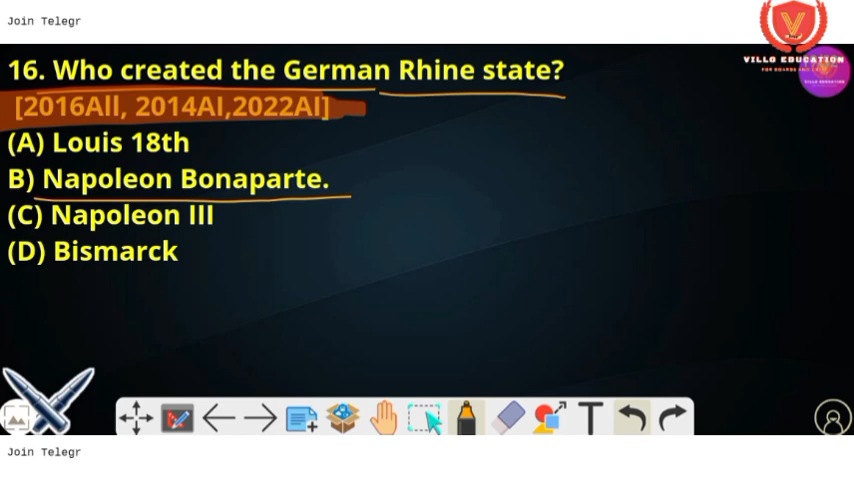 Join Telegr
VILLO EDUCATION
16. Who created the German Rhine state?
[2016All, 2014AI,2022AI]
(A) Louis 18th
B) Napoleon Bonaparte.
(C) Napoleon III
(D) Bismarck
Join Telegr